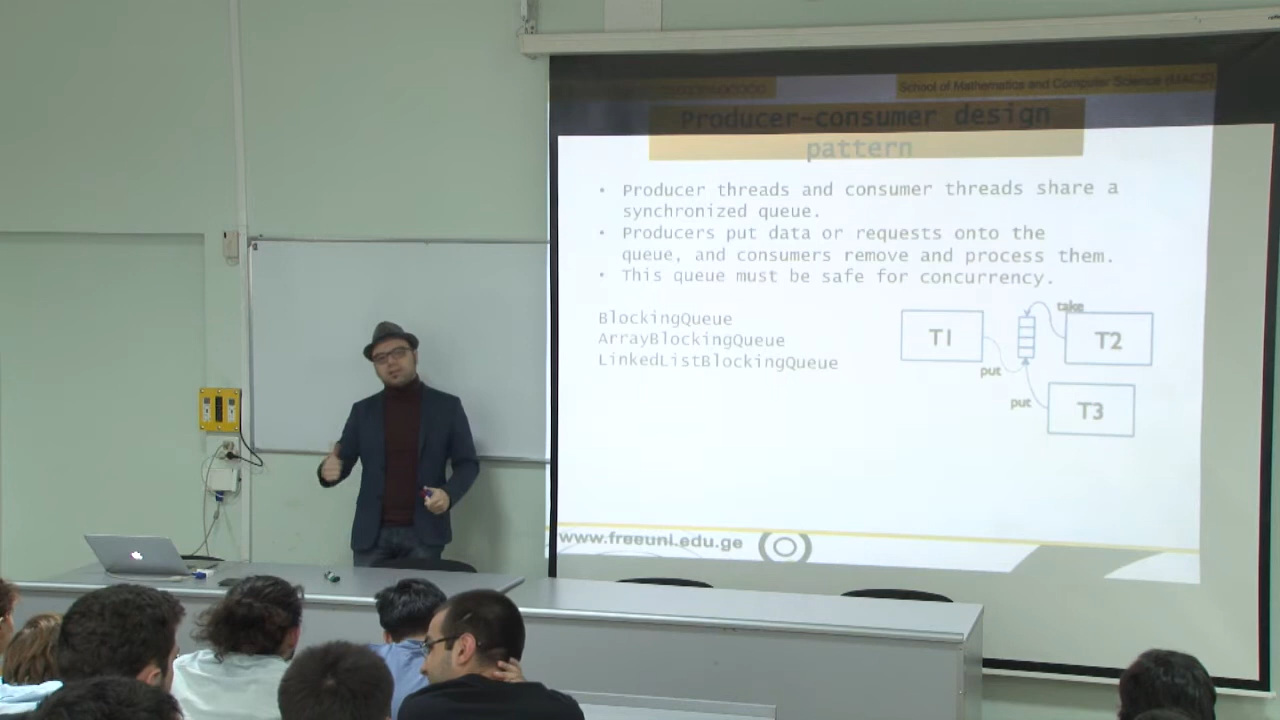 School of Mathematics and Computer Science (MACS)
Producer-consumer design
pattern
• Producer threads and consumer threads share a
synchronized queue.
• Producers put data or requests onto the
queue, and consumers remove and process them.
• This queue must be safe for concurrency.
BlockingQueue
ArrayBlockingQueue
LinkedListBlockingQueue
take
T1
T2
put
put
T3
www.freeuni.edu.ge